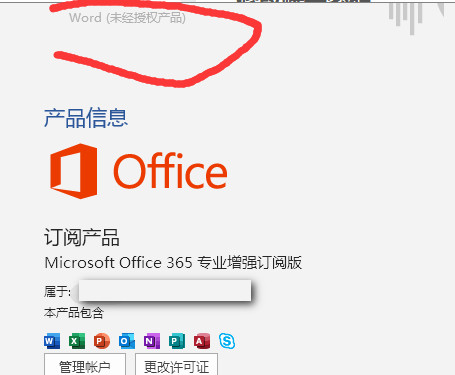 Word (未经授权产品)
产品信息
Office
订阅产品
Microsoft Office 365 专业增强订阅版
属于:
本产品包含
管理帐户
更改许可证